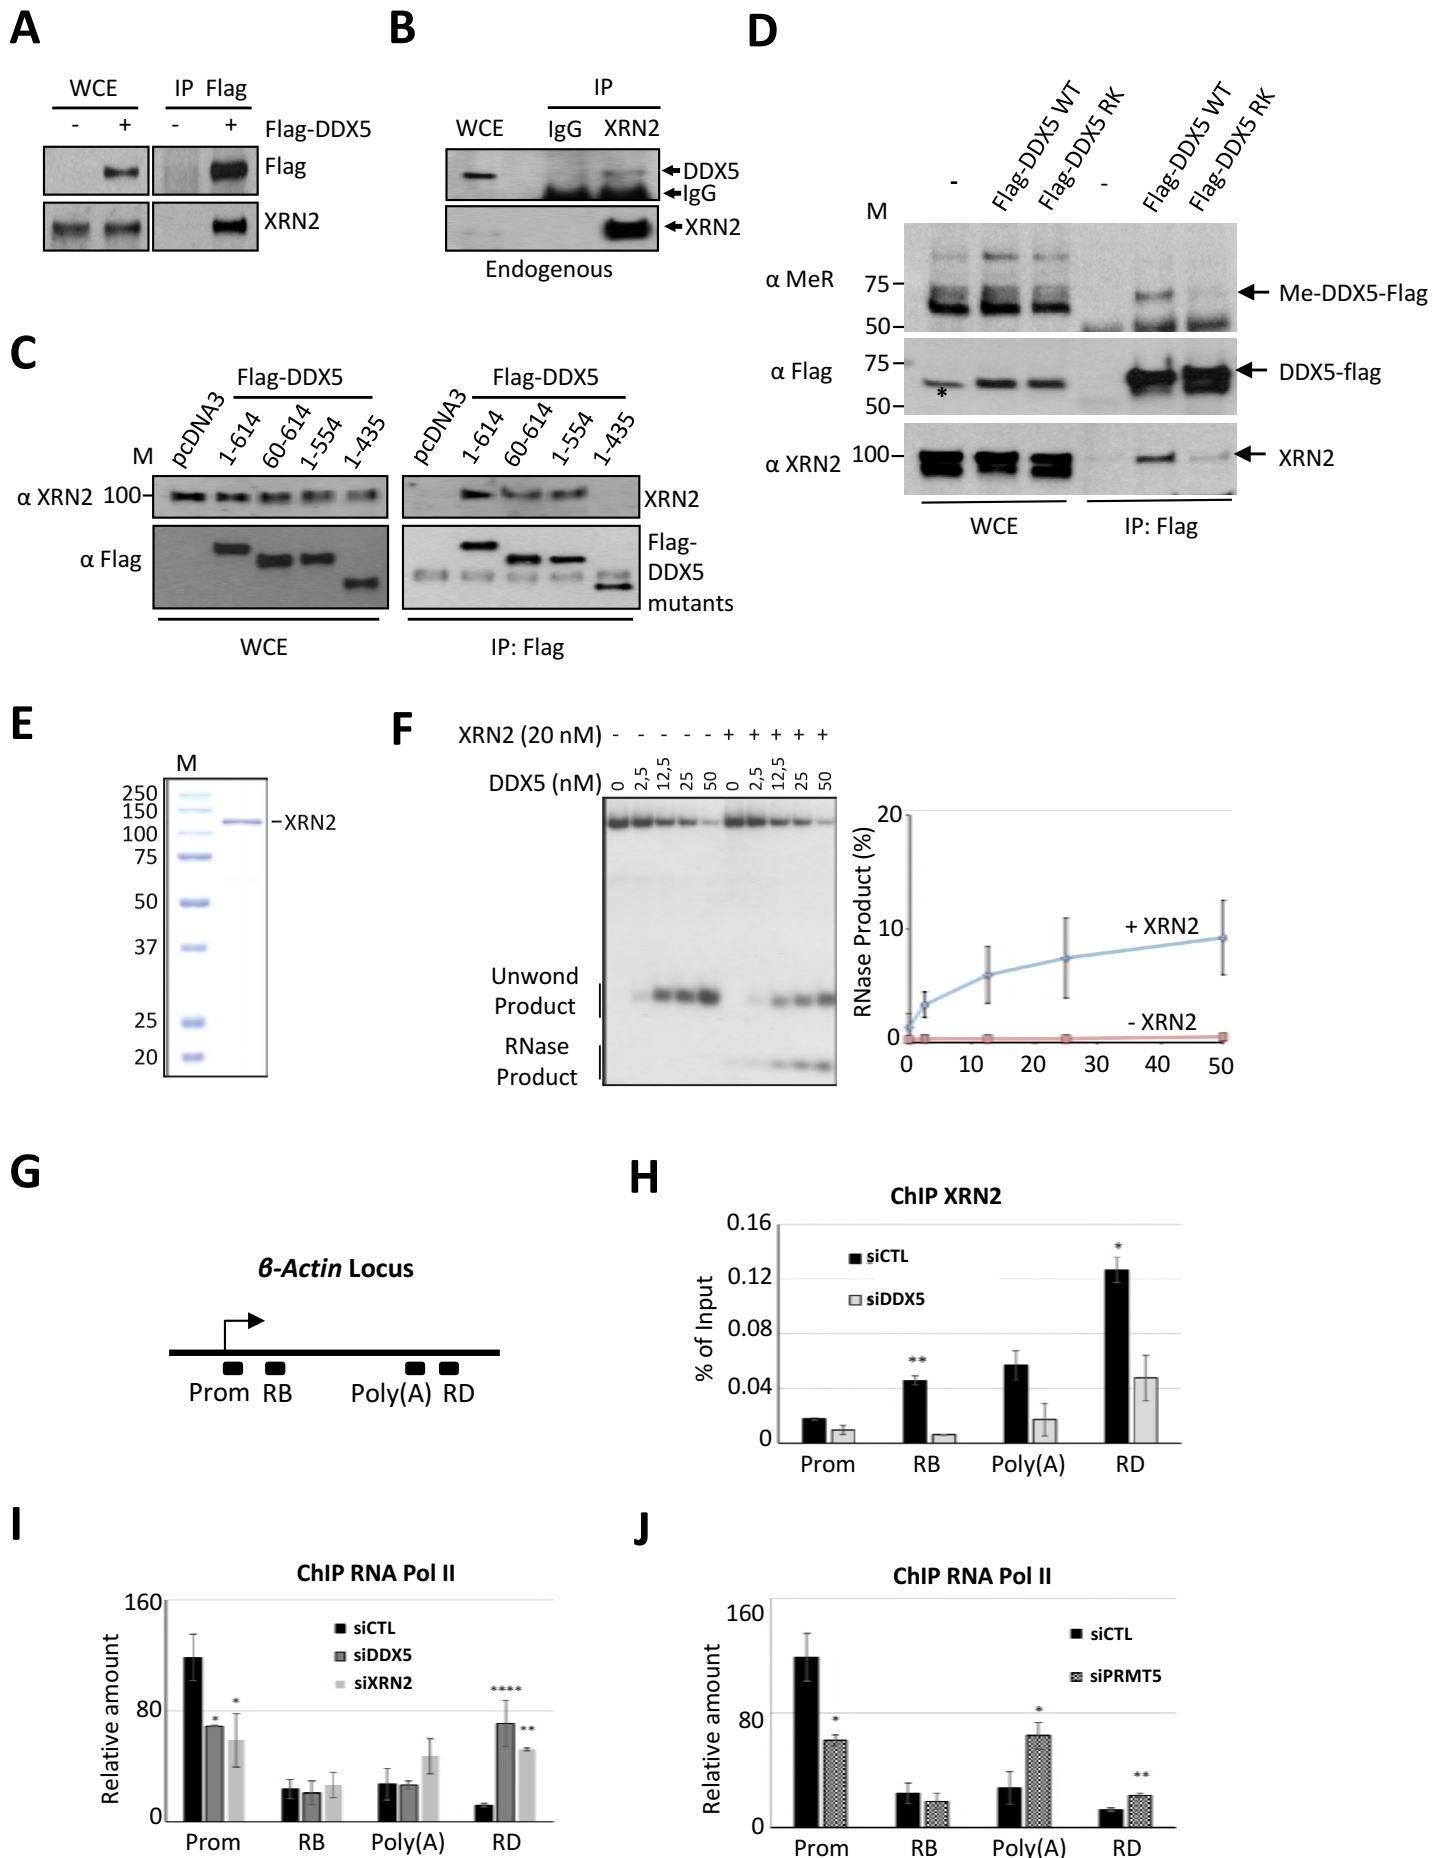 A
WCE
IP Flag
- + - + Flag-DDX5
Flag
XRN2
B
IP
WCE IgG XRN2
DDX5
IgG
XRN2
Endogenous
C
Flag-DDX5
Flag-DDX5
M pcDNA3 1-614 60-614 1-554 1-435
pcDNA3 1-614 60-614 1-554 1-435
α XRN2 100
XRN2
α Flag
Flag-
DDX5
mutants
WCE
IP: Flag
D
- Flag-DDX5 WT Flag-DDX5 RK - Flag-DDX5 WT Flag-DDX5 RK
M
α MeR
75
50
Me-DDX5-Flag
α Flag
75
50
*
DDX5-flag
α XRN2 100
XRN2
WCE
IP: Flag
E
M
250
150
100
75
50
37
25
20
XRN2
F
XRN2 (20 nM) - - - - - + + + + +
DDX5 (nM) 0 2,5 12,5 25 50 0 2,5 12,5 25 50
Unwond
Product
RNase
Product
RNase Product (%)
20
10
0
+ XRN2
- XRN2
0 10 20 30 40 50
G
β-Actin Locus
Prom RB Poly(A) RD
H
ChIP XRN2
% of Input
0.16
0.12
0.08
0.04
0
siCTL
siDDX5
**
*
Prom RB Poly(A) RD
I
ChIP RNA Pol II
Relative amount
160
80
0
siCTL
siDDX5
siXRN2
* *
****
**
Prom RB Poly(A) RD
J
ChIP RNA Pol II
Relative amount
160
80
0
siCTL
siPRMT5
*
*
**
Prom RB Poly(A) RD